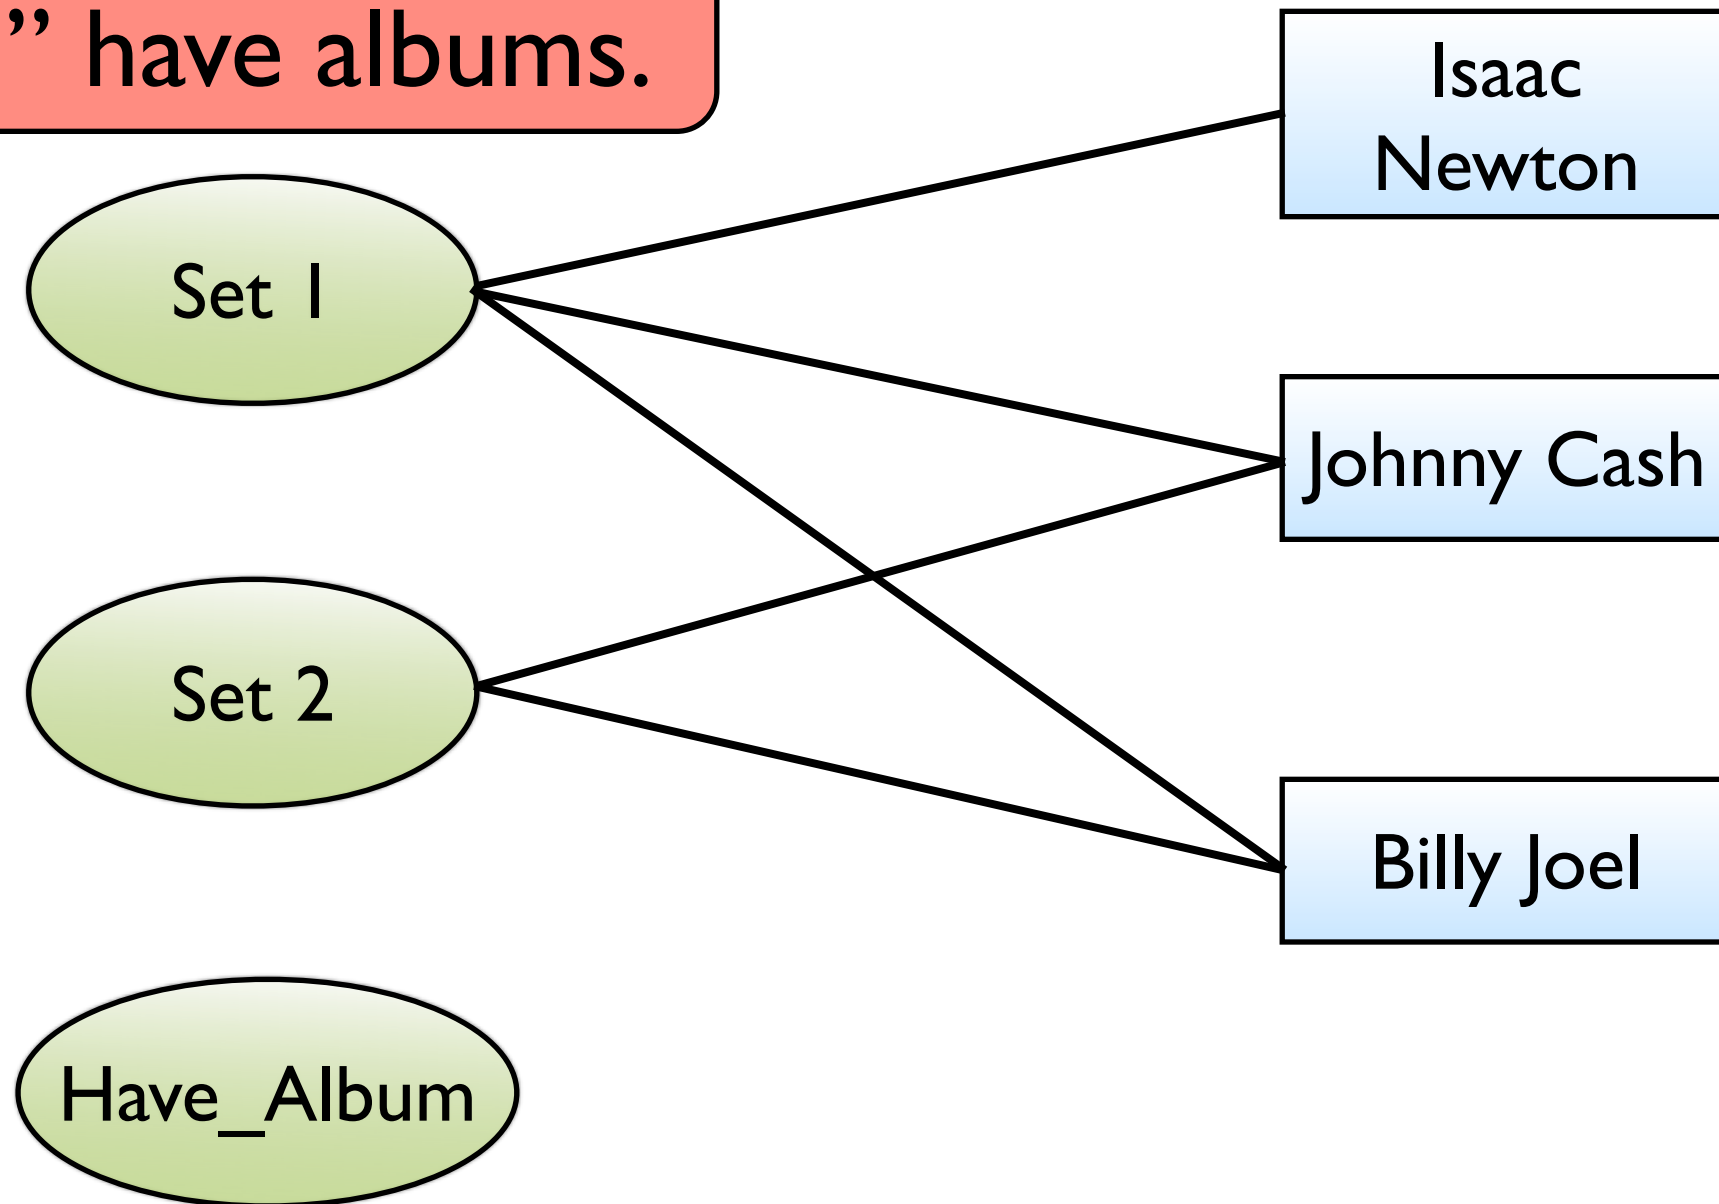 ” have albums.
Isaac
Newton
Set 1
Johnny Cash
Set 2
Billy Joel
Have_Album